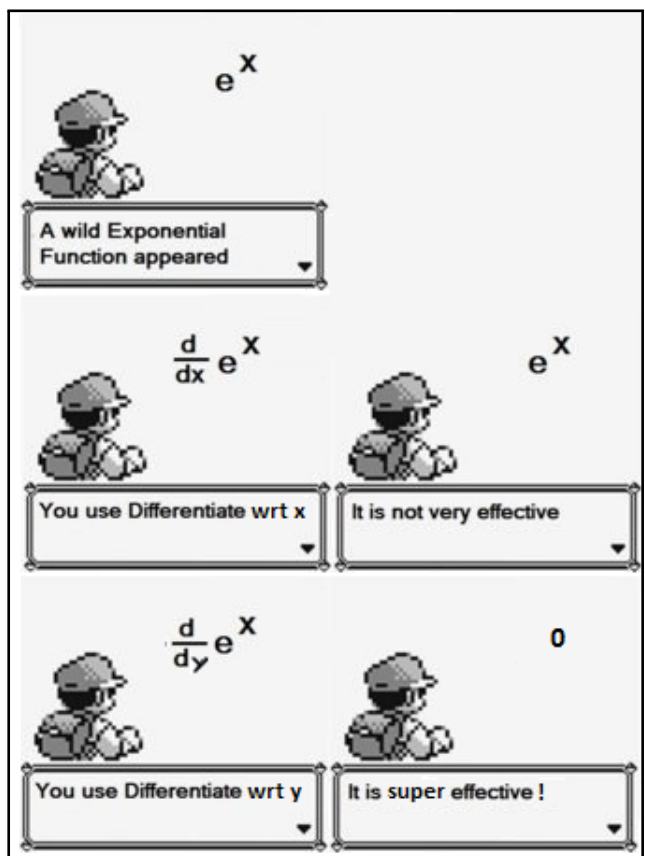 e^x
A wild Exponential
Function appeared
d/dx e^x
You use Differentiate wrt x
e^x
It is not very effective
d/dy e^x
You use Differentiate wrt y
0
It is super effective !